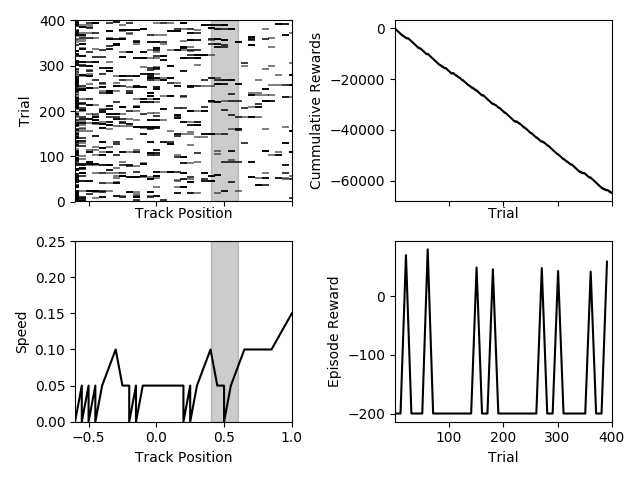 400
300
200
100
0
Trial
Track Position
0
−20000
−40000
−60000
Cummulative Rewards
Trial
0.25
0.20
0.15
0.10
0.05
0.00
Speed
−0.5 0.0 0.5 1.0
Track Position
0
−100
−200
Episode Reward
100 200 300 400
Trial